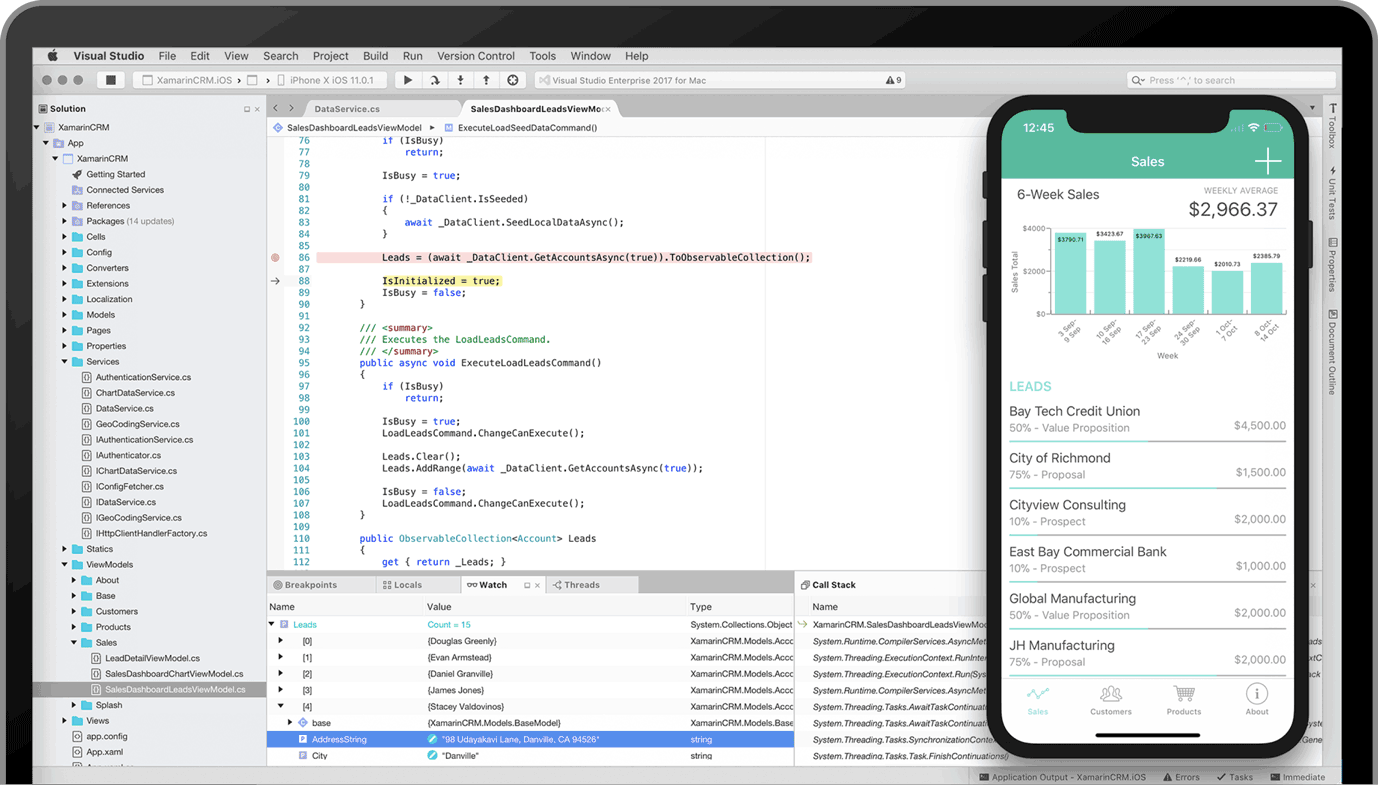 Visual Studio File Edit View Search Project Build Run Version Control Tools Window Help
XamarinCRM.iOS iPhone X iOS 11.0.1 Visual Studio Enterprise 2017 for Mac 9 Press '^,' to search
Solution
XamarinCRM
App
XamarinCRM
Getting Started
Connected Services
References
Packages (14 updates)
Cells
Config
Converters
Extensions
Localization
Models
Pages
Properties
Services
AuthenticationService.cs
ChartDataService.cs
DataService.cs
GeoCodingService.cs
IAuthenticationService.cs
IAuthenticator.cs
IChartDataService.cs
IConfigFetcher.cs
IDataService.cs
IGeoCodingService.cs
IHttpClientHandlerFactory.cs
Statics
ViewModels
About
Base
Customers
Products
Sales
LeadDetailViewModel.cs
SalesDashboardChartViewModel.cs
SalesDashboardLeadsViewModel.cs
Splash
Views
app.config
App.xaml
DataService.cs SalesDashboardLeadsViewMo
SalesDashboardLeadsViewModel ExecuteLoadSeedDataCommand()
76 if (IsBusy)
77 return;
78
79 IsBusy = true;
80
81 if (!_DataClient.IsSeeded)
82 {
83 await _DataClient.SeedLocalDataAsync();
84 }
85
86 Leads = (await _DataClient.GetAccountsAsync(true)).ToObservableCollection();
87
88 IsInitialized = true;
89 IsBusy = false;
90 }
91
92 /// <summary>
93 /// Executes the LoadLeadsCommand.
94 /// </summary>
95 public async void ExecuteLoadLeadsCommand()
96 {
97 if (IsBusy)
98 return;
99
100 IsBusy = true;
101 LoadLeadsCommand.ChangeCanExecute();
102
103 Leads.Clear();
104 Leads.AddRange(await _DataClient.GetAccountsAsync(true));
105
106 IsBusy = false;
107 LoadLeadsCommand.ChangeCanExecute();
108 }
109
110 public ObservableCollection<Account> Leads
111 {
112 get { return _Leads; }
Breakpoints Locals Watch Threads
Name Value Type
Leads Count = 15 System.Collections.Object
[0] {Douglas Greenly} XamarinCRM.Models.Acco
[1] {Evan Armstead} XamarinCRM.Models.Acco
[2] {Daniel Granville} XamarinCRM.Models.Acco
[3] {James Jones} XamarinCRM.Models.Acco
[4] {Stacey Valdovinos} XamarinCRM.Models.Acco
base {XamarinCRM.Models.BaseModel} XamarinCRM.Models.Base
AddressString "98 Udayakavi Lane, Danville, CA 94526" string
City "Danville" string
Call Stack
Name
XamarinCRM.SalesDashboardLeadsViewMo
System.Runtime.CompilerServices.AsyncMet
System.Threading.ExecutionContext.RunInter
System.Threading.ExecutionContext.Run(Sys
System.Runtime.CompilerServices.AsyncMet
System.Threading.Tasks.AwaitTaskContinuat
System.Threading.Tasks.AwaitTaskContinuat
System.Threading.Tasks.SynchronizationCont
System.Threading.Tasks.Task.FinishContinuations()
Application Output - XamarinCRM.iOS Errors Tasks Immediate
Toolbox
Unit Tests
Properties
Document Outline
12:45
Sales
6-Week Sales
WEEKLY AVERAGE
$2,966.37
Sales Total
$4000
$2000
$0
$3790.71 $3423.67 $3967.63 $2219.66 $2010.73 $2385.79
3 Sep-
9 Sep
10 Sep-
16 Sep
17 Sep-
23 Sep
24 Sep-
30 Sep
1 Oct-
7 Oct
8 Oct-
14 Oct
Week
LEADS
Bay Tech Credit Union
50% - Value Proposition $4,500.00
City of Richmond
75% - Proposal $1,500.00
Cityview Consulting
10% - Prospect $2,000.00
East Bay Commercial Bank
10% - Prospect $1,000.00
Global Manufacturing
50% - Value Proposition $2,000.00
JH Manufacturing
75% - Proposal $2,000.00
Sales Customers Products About